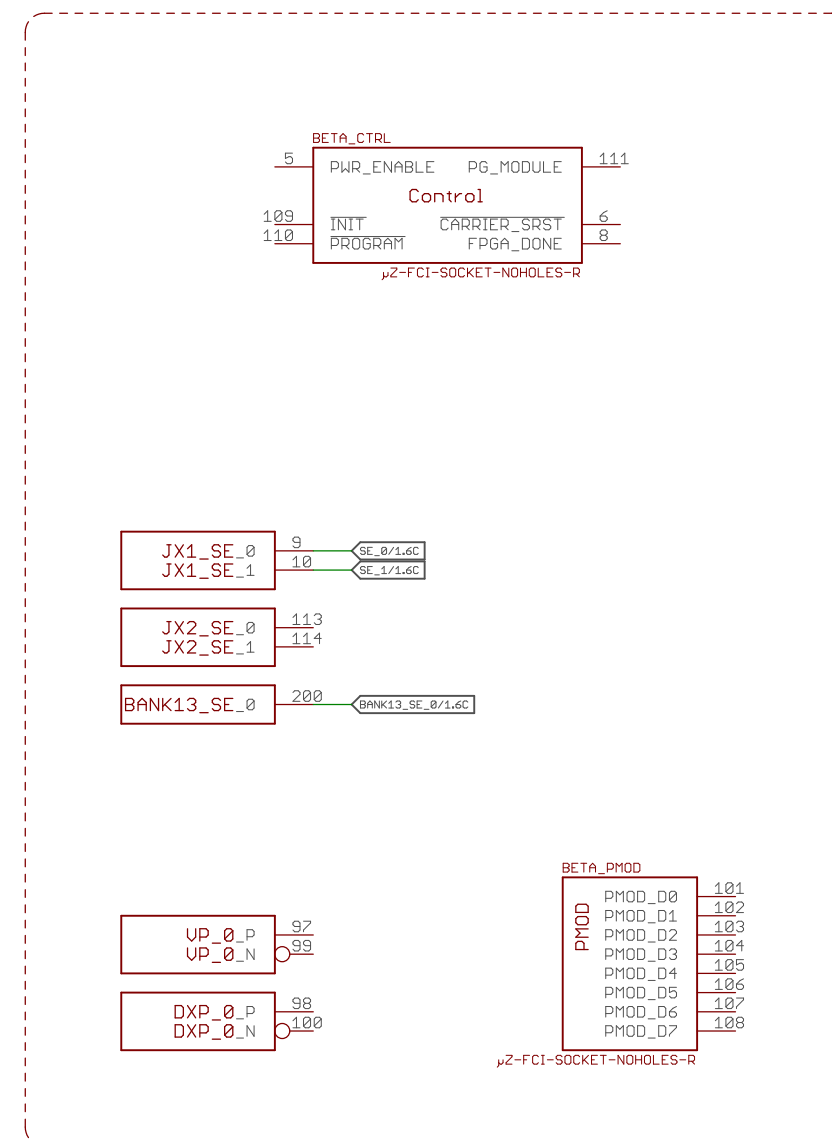 BETA_CTRL
5 PWR_ENABLE PG_MODULE 111
Control
109 INIT CARRIER_SRST 6
110 PROGRAM FPGA_DONE 8
µZ-FCI-SOCKET-NOHOLES-R
JX1_SE_0 9 SE_0/1.6C
JX1_SE_1 10 SE_1/1.6C
JX2_SE_0 113
JX2_SE_1 114
BANK13_SE_0 200 BANK13_SE_0/1.6C
BETA_PMOD
PMOD
PMOD_D0 101
PMOD_D1 102
PMOD_D2 103
PMOD_D3 104
PMOD_D4 105
PMOD_D5 106
PMOD_D6 107
PMOD_D7 108
µZ-FCI-SOCKET-NOHOLES-R
VP_0_P 97
VP_0_N 99
DXP_0_P 98
DXP_0_N 100